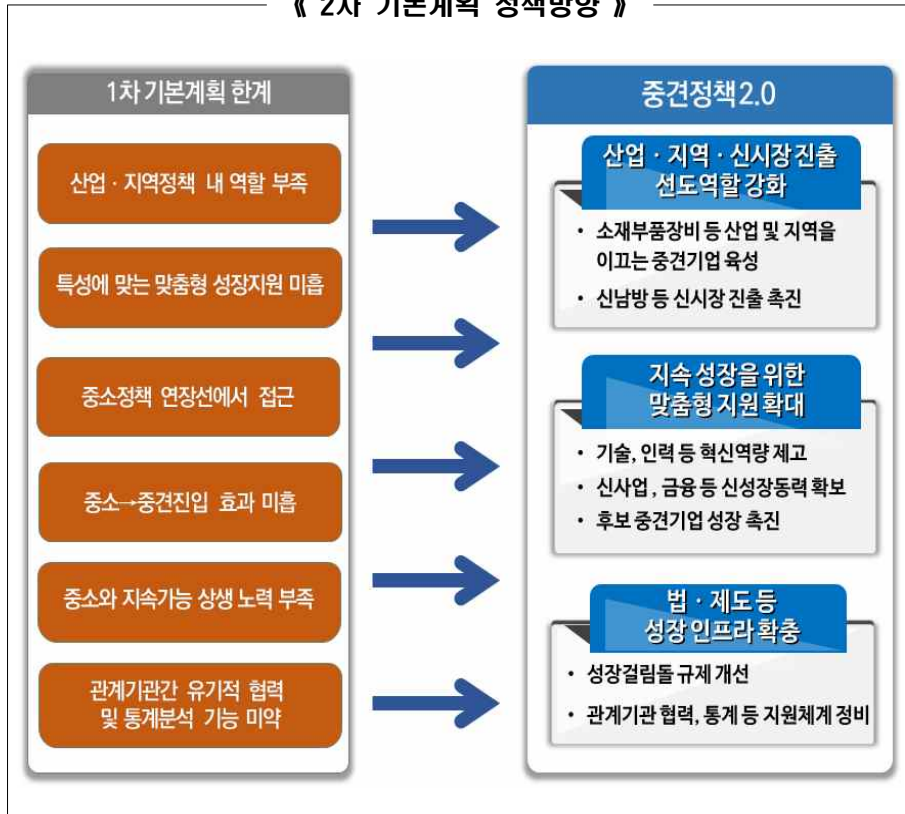 《 2차 기본계획 정책방향 》
1차 기본계획 한계
산업 · 지역정책 내 역할 부족
특성에 맞는 맞춤형 성장지원 미흡
중소정책 연장선에서 접근
중소→중견진입 효과 미흡
중소와 지속가능 상생 노력 부족
관계기관간 유기적 협력
및 통계분석 기능 미약
중견정책2.0
산업 · 지역 · 신시장 진출
선도역할 강화
• 소재부품장비 등 산업 및 지역을
이끄는 중견기업 육성
• 신남방 등 신시장 진출 촉진
지속 성장을 위한
맞춤형 지원 확대
• 기술, 인력 등 혁신역량 제고
• 신사업, 금융 등 신성장동력 확보
• 후보 중견기업 성장 촉진
법 · 제도 등
성장 인프라 확충
• 성장걸림돌 규제 개선
• 관계기관 협력, 통계 등 지원체계 정비